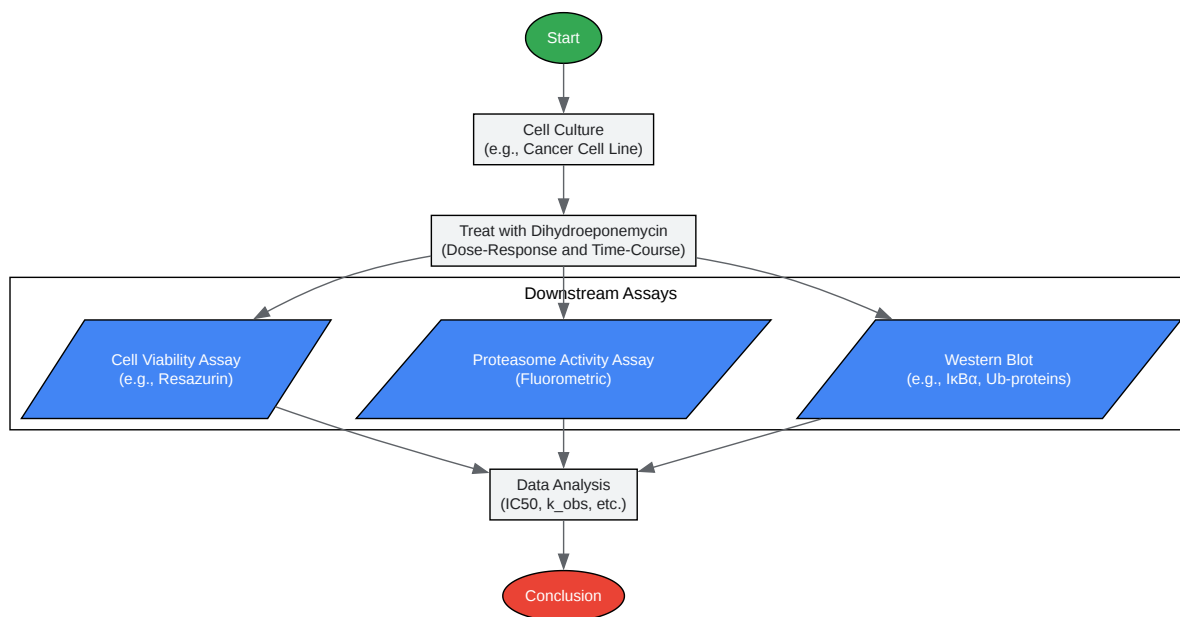 Start
Cell Culture
(e.g., Cancer Cell Line)
Treat with Dihydroeponemycin
(Dose-Response and Time-Course)
Downstream Assays
Cell Viability Assay
(e.g., Resazurin)
Proteasome Activity Assay
(Fluorometric)
Western Blot
(e.g., IκBα, Ub-proteins)
Data Analysis
(IC50, k_obs, etc.)
Conclusion